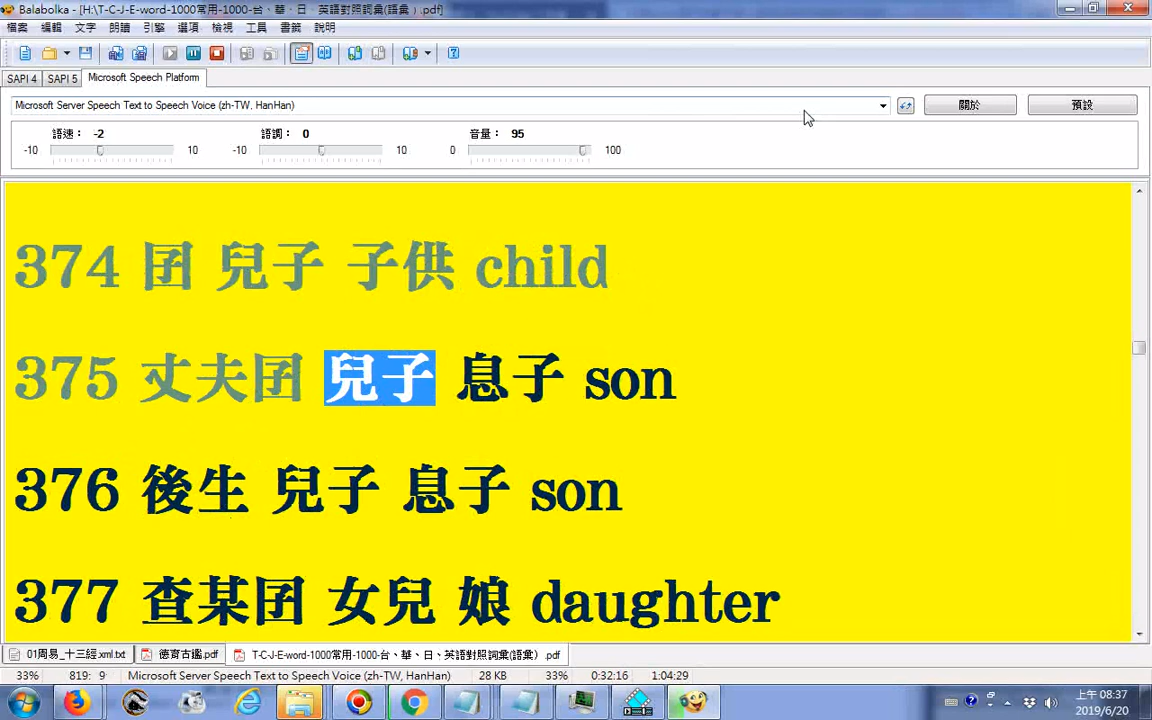 Balabolka - [H:\T-C-J-E-word-1000常用-1000-台、華、日、英語對照詞彙(語彙).pdf]
檔案 編輯 文字 朗讀 引擎 選項 檢視 工具 書籤 說明
SAPI 4 SAPI 5 Microsoft Speech Platform
Microsoft Server Speech Text to Speech Voice (zh-TW, HanHan) 關於 預設
語速： -2 語調： 0 音量： 95
-10 10 -10 10 0 100
374 囝 兒子 子供 child
375 丈夫囝 兒子 息子 son
376 後生 兒子 息子 son
377 查某囝 女兒 娘 daughter
01周易_十三經.xml.txt 德育古鑑.pdf T-C-J-E-word-1000常用-1000-台、華、日、英語對照詞彙(語彙）.pdf
33% 819: 9 Microsoft Server Speech Text to Speech Voice (zh-TW, HanHan) 28 KB 33% 0:32:16 1:04:29
上午 08:37
2019/6/20